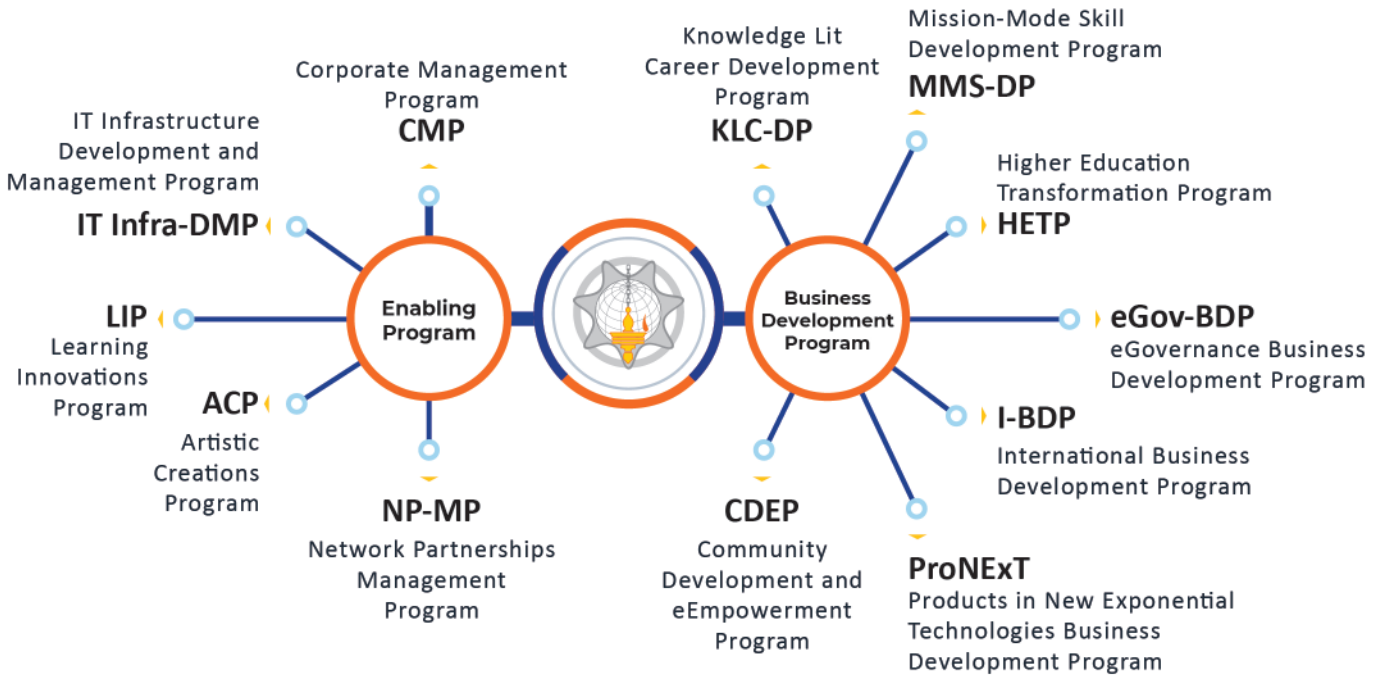 Corporate Management
Program
CMP
IT Infrastructure
Development and
Management Program
IT Infra-DMP
LIP
Learning
Innovations
Program
ACP
Artistic
Creations
Program
NP-MP
Network Partnerships
Management
Program
Enabling
Program
Business
Development
Program
Knowledge Lit
Career Development
Program
KLC-DP
Mission-Mode Skill
Development Program
MMS-DP
Higher Education
Transformation Program
HETP
eGov-BDP
eGovernance Business
Development Program
I-BDP
International Business
Development Program
ProNExT
Products in New Exponential
Technologies Business
Development Program
CDEP
Community
Development and
eEmpowerment
Program